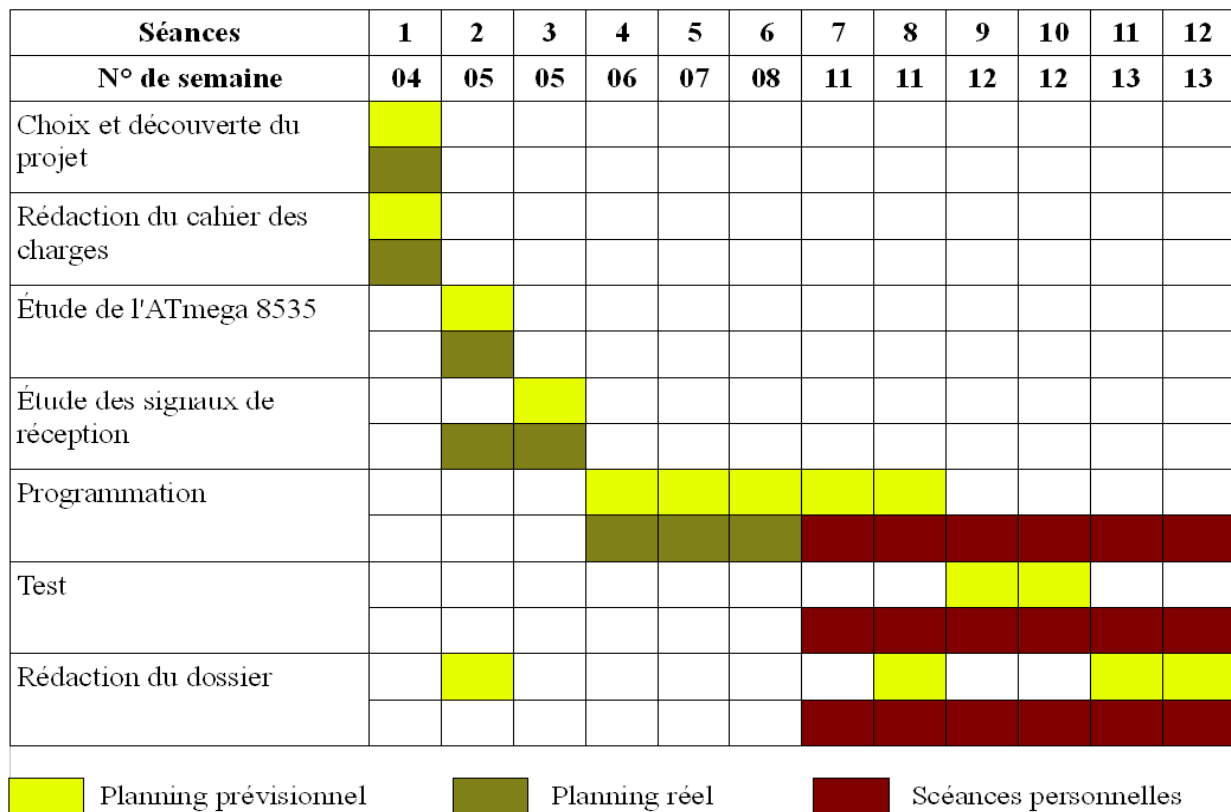 Séances 1 2 3 4 5 6 7 8 9 10 11 12
N° de semaine 04 05 05 06 07 08 11 11 12 12 13 13
Choix et découverte du
projet
Rédaction du cahier des
charges
Étude de l'ATmega 8535
Étude des signaux de
réception
Programmation
Test
Rédaction du dossier
Planning prévisionnel Planning réel Scéances personnelles